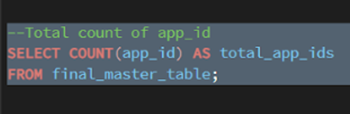 --Total count of app_id
SELECT COUNT(app_id) AS total_app_ids
FROM final_master_table;